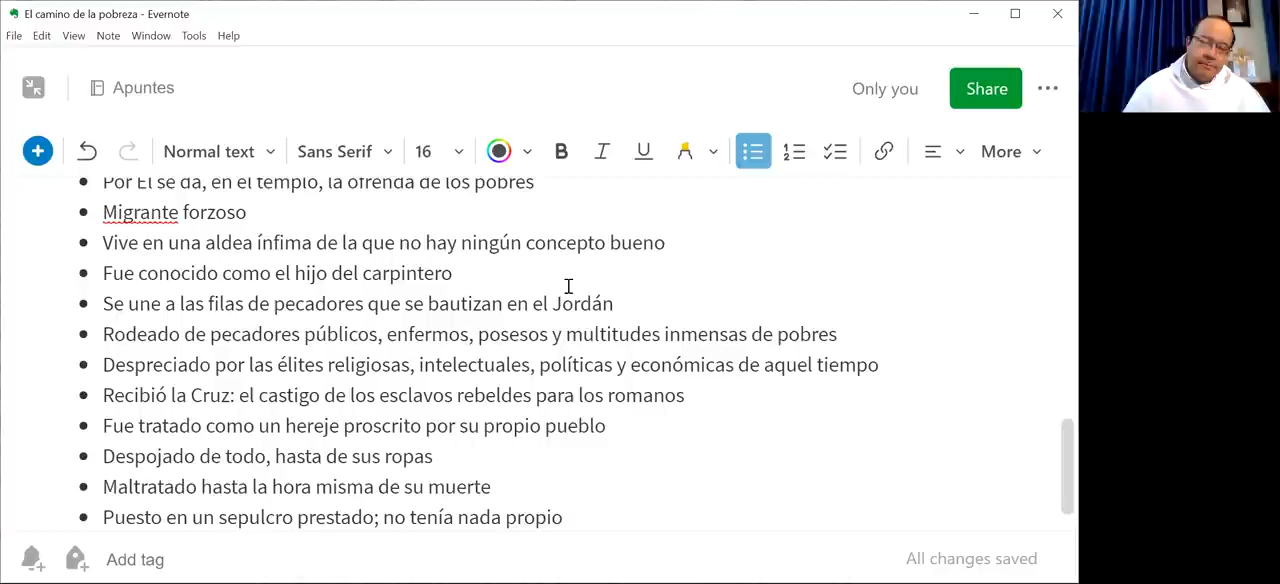 El camino de la pobreza - Evernote
File Edit View Note Window Tools Help
Apuntes
Only you
Share
Normal text
Sans Serif
16
B I U
More
Por Él se da, en el templo, la ofrenda de los pobres
Migrante forzoso
Vive en una aldea ínfima de la que no hay ningún concepto bueno
Fue conocido como el hijo del carpintero
Se une a las filas de pecadores que se bautizan en el Jordán
Rodeado de pecadores públicos, enfermos, posesos y multitudes inmensas de pobres
Despreciado por las élites religiosas, intelectuales, políticas y económicas de aquel tiempo
Recibió la Cruz: el castigo de los esclavos rebeldes para los romanos
Fue tratado como un hereje proscrito por su propio pueblo
Despojado de todo, hasta de sus ropas
Maltratado hasta la hora misma de su muerte
Puesto en un sepulcro prestado; no tenía nada propio
Add tag
All changes saved